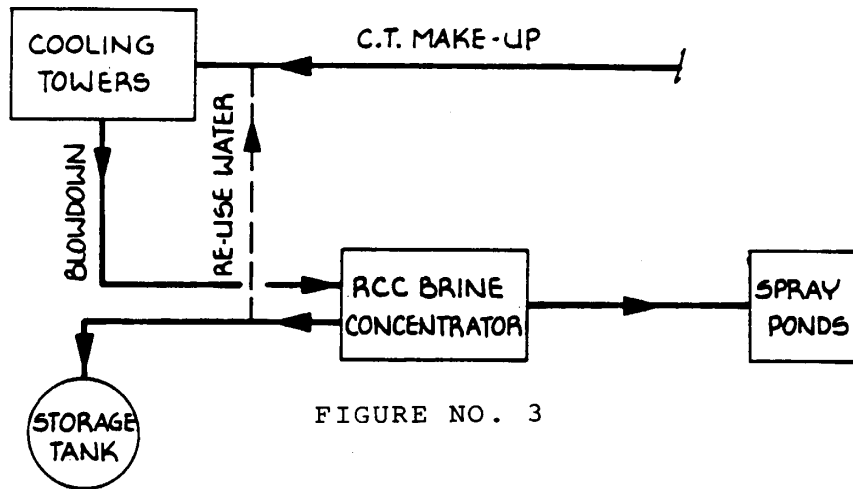 COOLING
TOWERS
C.T. MAKE-UP
BLOWDOWN
RE-USE WATER
RCC BRINE
CONCENTRATOR
SPRAY
PONDS
STORAGE
TANK
FIGURE NO. 3